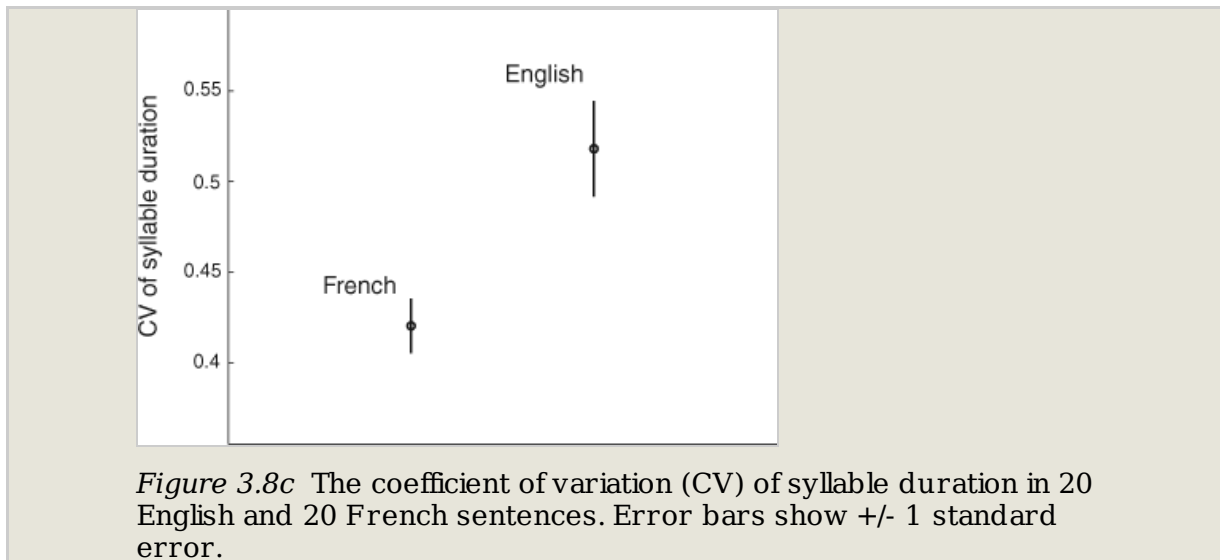 English
0.55
0.5
0.45
0.4
French
CV of syllable duration
Figure 3.8c The coefficient of variation (CV) of syllable duration in 20
English and 20 French sentences. Error bars show +/- 1 standard
error.